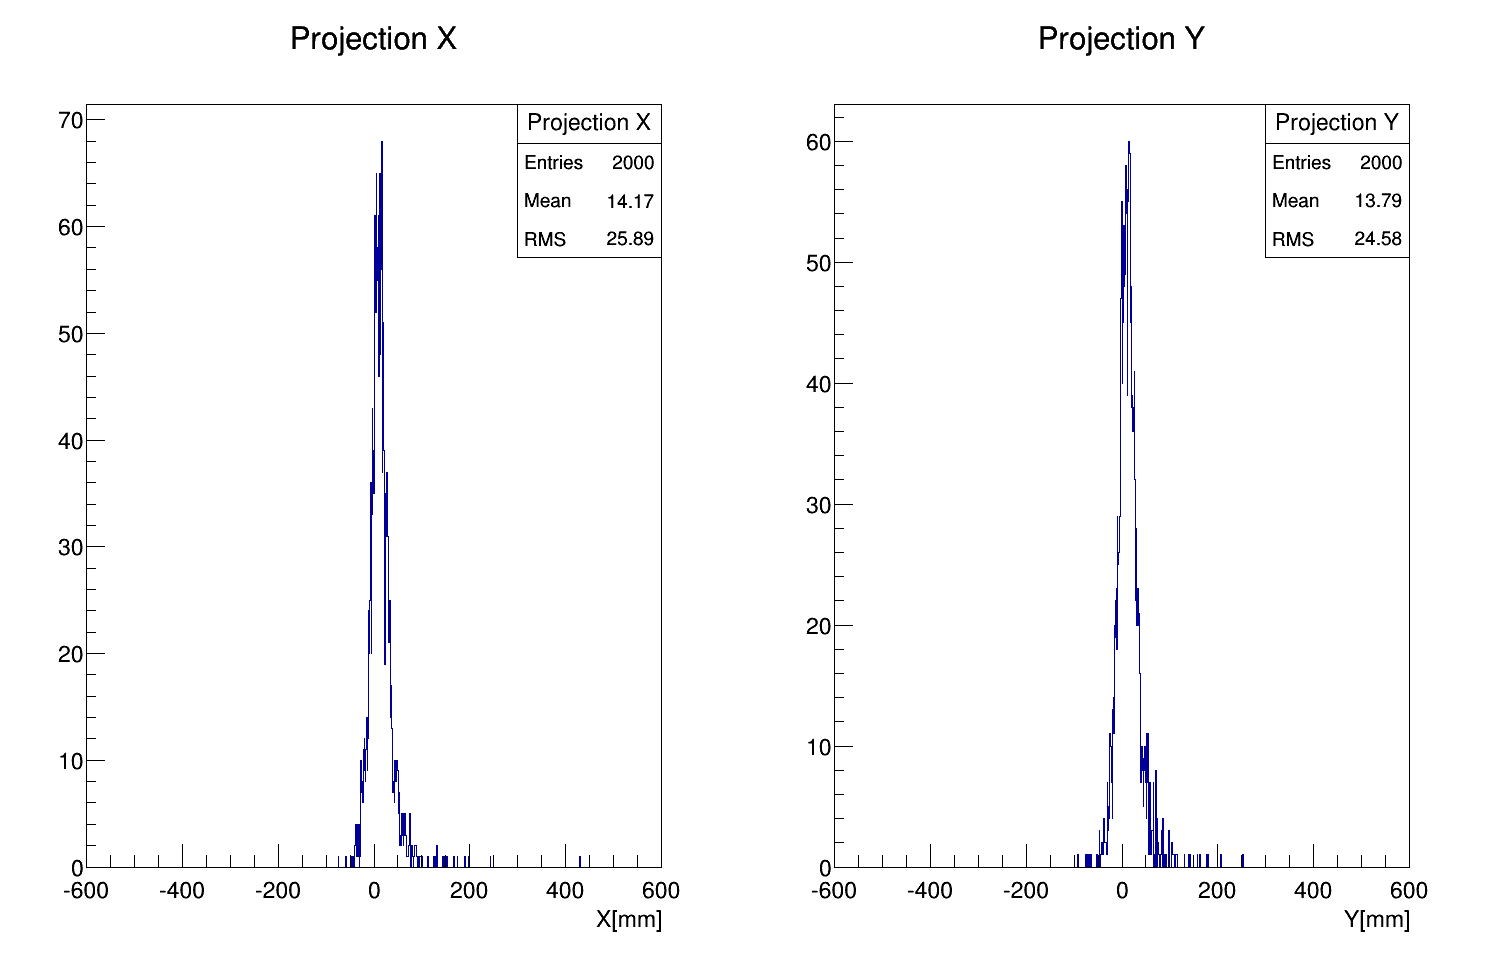 Projection X
Projection X
Entries 2000
Mean 14.17
RMS 25.89
70
60
50
40
30
20
10
0
-600 -400 -200 0 200 400 600
X[mm]
Projection Y
Projection Y
Entries 2000
Mean 13.79
RMS 24.58
60
50
40
30
20
10
0
-600 -400 -200 0 200 400 600
Y[mm]